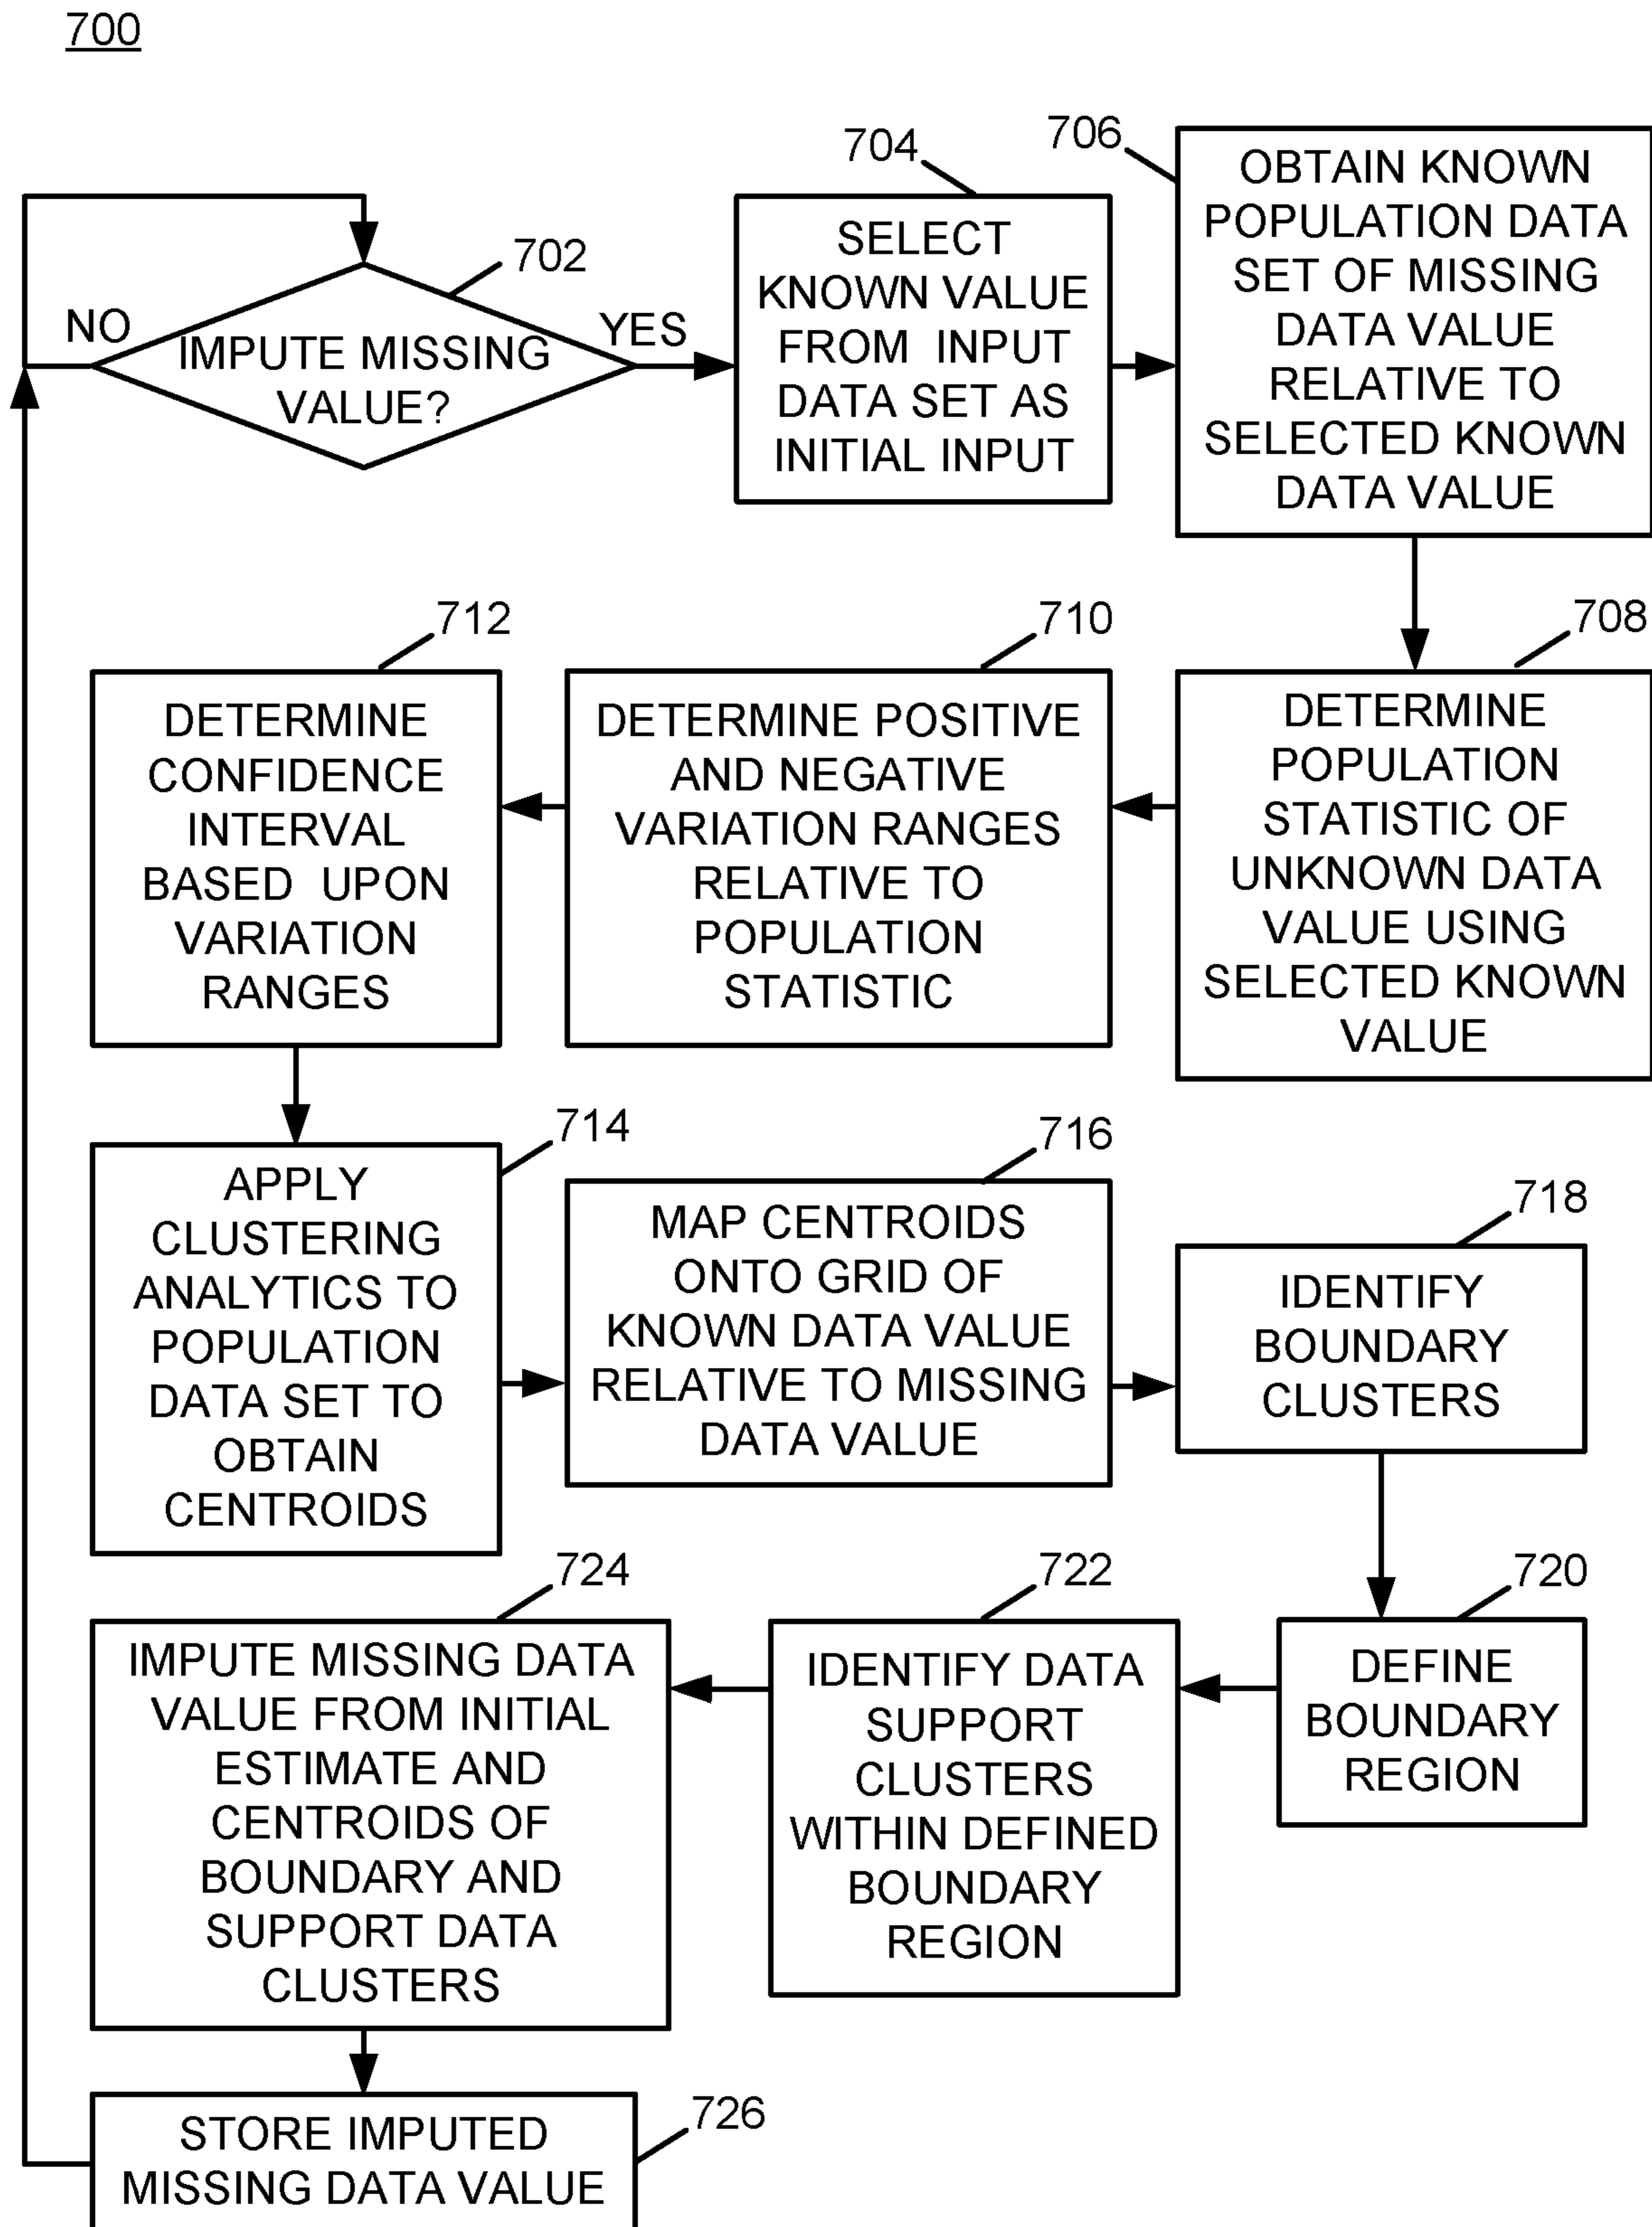 700
702
NO
YES
IMPUTE MISSING
VALUE?
704
SELECT
KNOWN VALUE
FROM INPUT
DATA SET AS
INITIAL INPUT
706
OBTAIN KNOWN
POPULATION DATA
SET OF MISSING
DATA VALUE
RELATIVE TO
SELECTED KNOWN
DATA VALUE
708
DETERMINE
POPULATION
STATISTIC OF
UNKNOWN DATA
VALUE USING
SELECTED KNOWN
VALUE
710
DETERMINE POSITIVE
AND NEGATIVE
VARIATION RANGES
RELATIVE TO
POPULATION
STATISTIC
712
DETERMINE
CONFIDENCE
INTERVAL
BASED UPON
VARIATION
RANGES
714
APPLY
CLUSTERING
ANALYTICS TO
POPULATION
DATA SET TO
OBTAIN
CENTROIDS
716
MAP CENTROIDS
ONTO GRID OF
KNOWN DATA VALUE
RELATIVE TO MISSING
DATA VALUE
718
IDENTIFY
BOUNDARY
CLUSTERS
720
DEFINE
BOUNDARY
REGION
722
IDENTIFY DATA
SUPPORT
CLUSTERS
WITHIN DEFINED
BOUNDARY
REGION
724
IMPUTE MISSING DATA
VALUE FROM INITIAL
ESTIMATE AND
CENTROIDS OF
BOUNDARY AND
SUPPORT DATA
CLUSTERS
726
STORE IMPUTED
MISSING DATA VALUE